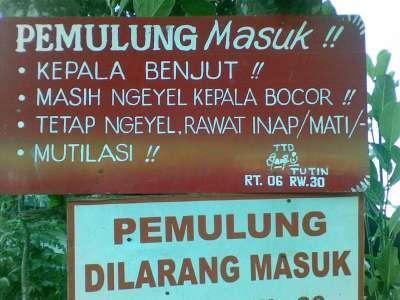 PEMULUNG Masuk !!
• KEPALA BENJUT !!
• MASIH NGEYEL KEPALA BOCOR !!
• TETAP NGEYEL, RAWAT INAP/MATI/-
• MUTILASI !!
TTD
TUTIN
RT. 06 RW. 30
PEMULUNG
DILARANG MASUK